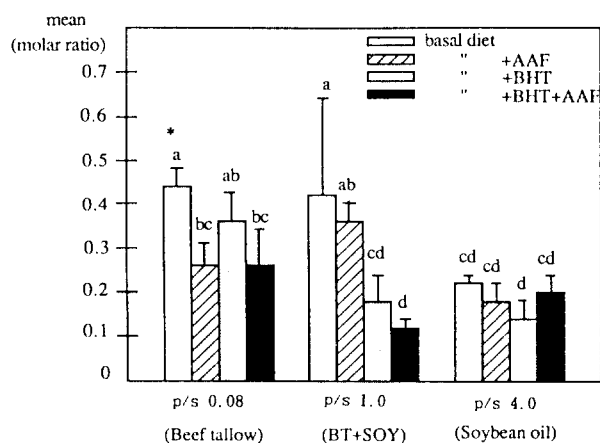 mean
(molar ratio)
basal diet
" +AAF
" +BHT
" +BHT+AAF
0.7
0.6
0.5
0.4
0.3
0.2
0.1
0
*
a
bc
ab
bc
a
ab
cd
d
cd
cd
d
cd
p/s 0.08
p/s 1.0
p/s 4.0
(Beef tallow)
(BT+SOY)
(Soybean oil)